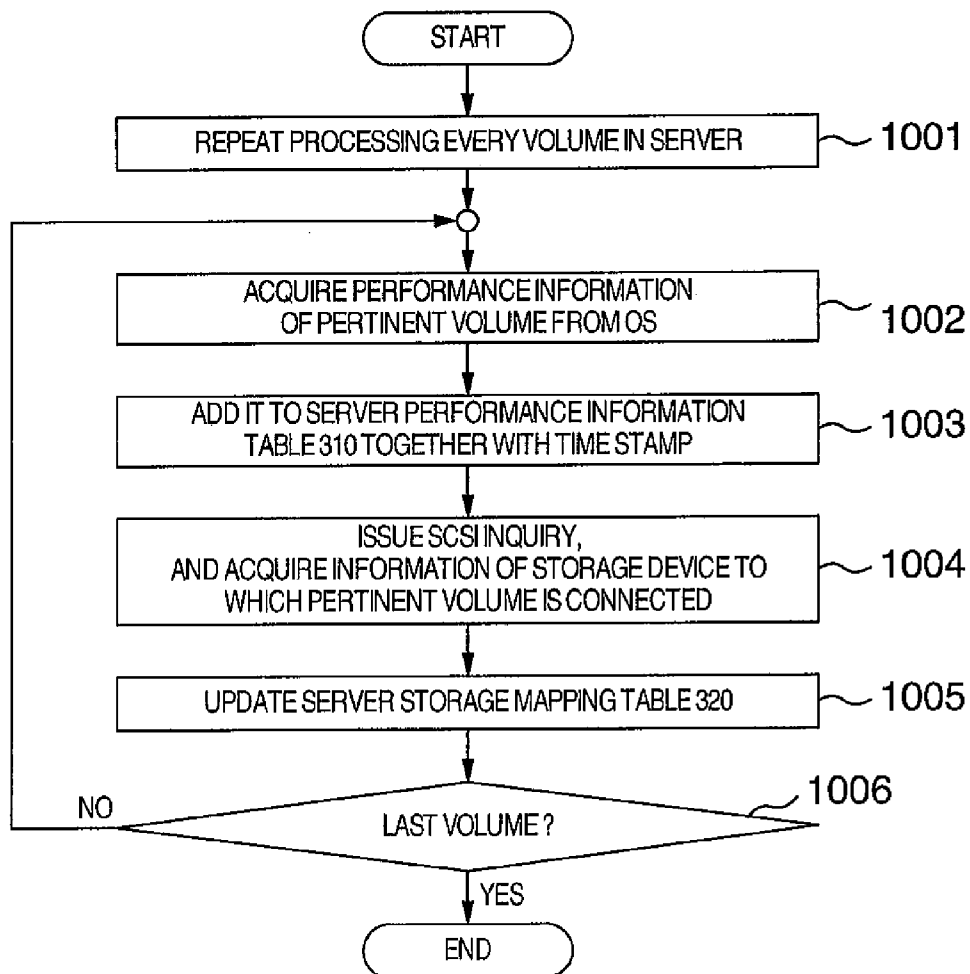 START
REPEAT PROCESSING EVERY VOLUME IN SERVER
1001
ACQUIRE PERFORMANCE INFORMATION
OF PERTINENT VOLUME FROM OS
1002
ADD IT TO SERVER PERFORMANCE INFORMATION
TABLE 310 TOGETHER WITH TIME STAMP
1003
ISSUE SCSI INQUIRY,
AND ACQUIRE INFORMATION OF STORAGE DEVICE TO
WHICH PERTINENT VOLUME IS CONNECTED
1004
UPDATE SERVER STORAGE MAPPING TABLE 320
1005
LAST VOLUME ?
1006
NO
YES
END